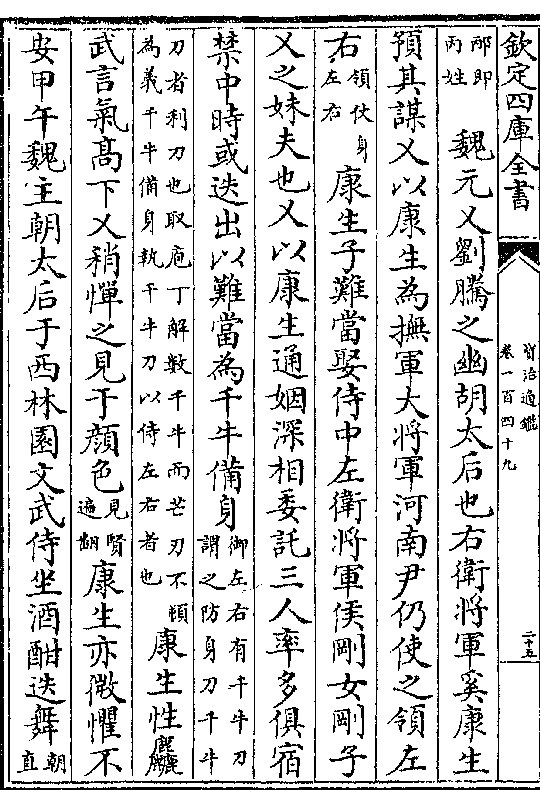 欽定四庫全書
資治通鑑
卷一百四十九
二十五
邴即
丙姓
魏元乂劉騰之幽胡太后也右衛將軍奚康生
預其謀乂以康生為撫軍大將軍河南尹仍使之領左
右
領仗身
左右
康生子難當娶侍中左衛將軍侯剛女剛子
乂之妹夫也乂以康生通姻深相委託三人率多俱宿
禁中時或迭出以難當為千牛備身
御左右有千牛刀
謂之防身刀千牛
刀者利刀也取庖丁解數千牛而芒刃不頓
為義千牛備身執千牛刀以侍左右者也
康生性麤
武言氣髙下乂稍憚之見于顔色
見賢
遍翻
康生亦微懼不
安甲午魏主朝太后于西林園文武侍坐酒酣迭舞
朝
直